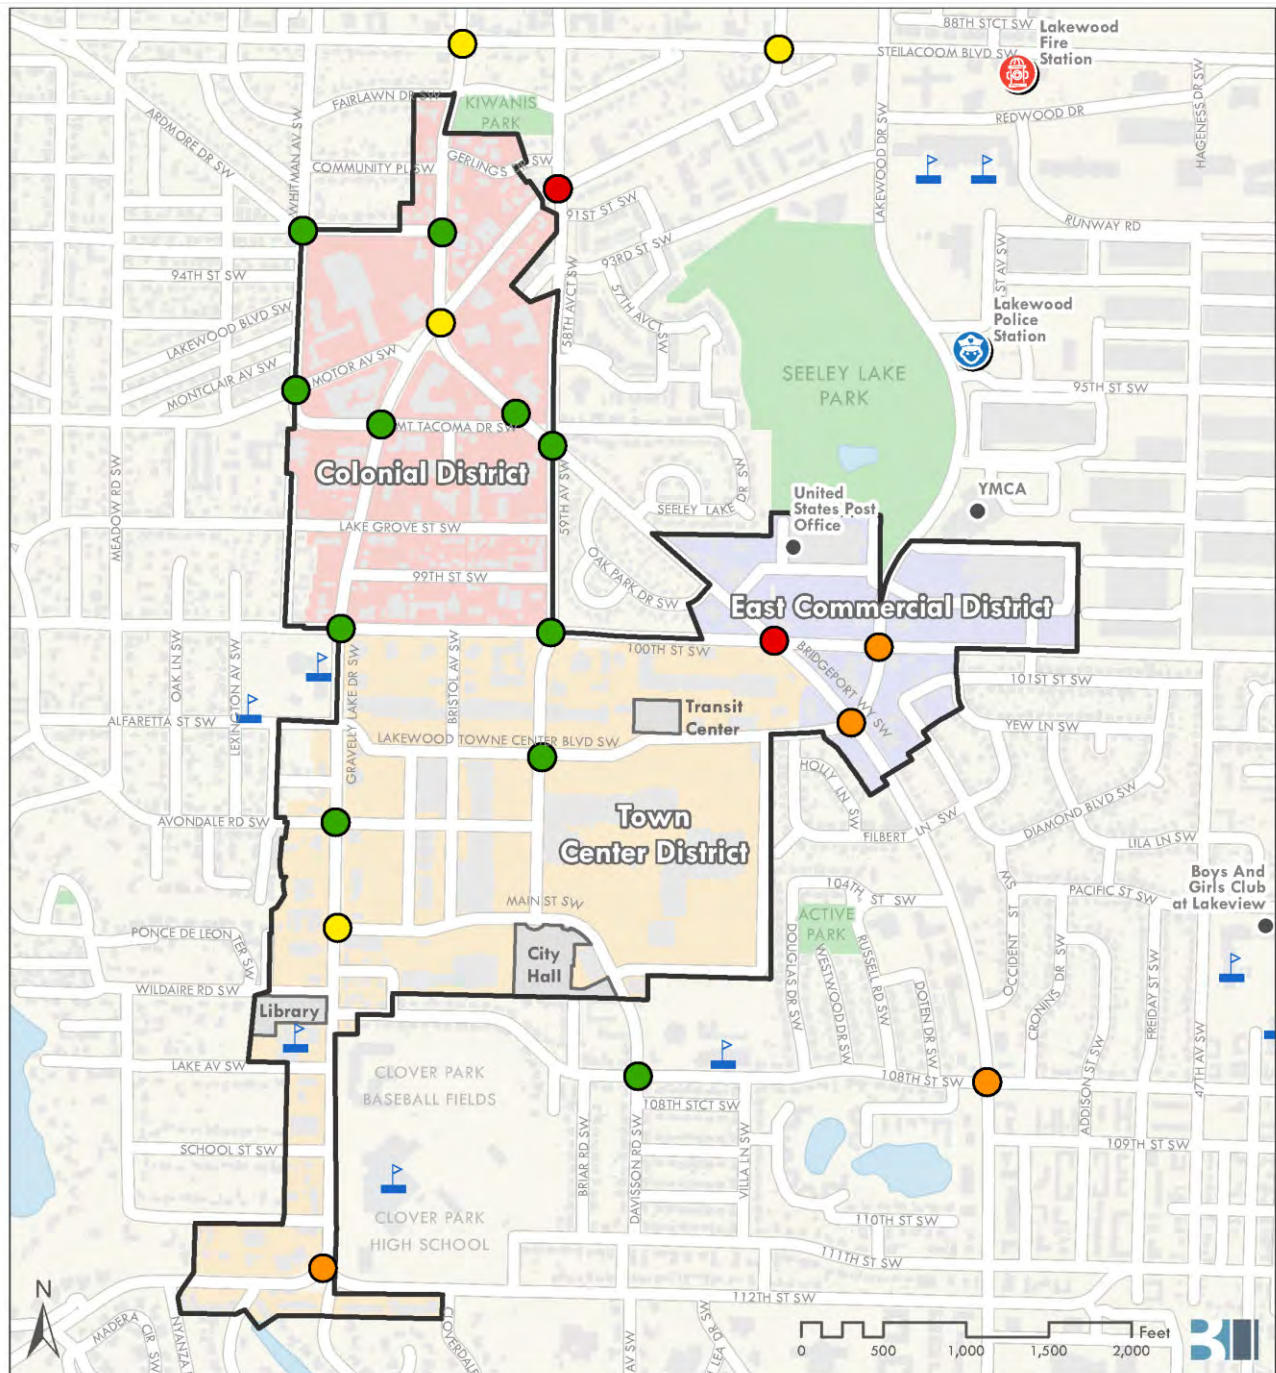 88TH STCT SW
Lakewood
Fire
Station
STEILACOOM BLVD SW
FAIRLAWN DR SW
KIWANIS
PARK
REDWOOD DR
HAGENESS DR SW
ARDMORE DR SW
WHITMAN AV SW
COMMUNITY PL SW
LAKEWOOD DR SW
91ST ST SW
RUNWAY RD
93RD ST SW
94TH ST SW
57TH AVCT SW
58TH AVCT SW
Lakewood
Police
Station
LAKEWOOD BLVD SW
MOTOR AV SW
MONTCLAIR AV SW
SEELEY LAKE
PARK
95TH ST SW
MT TACOMA DR SW
Colonial District
MEADOW RD SW
59TH AV SW
SEELEY LAKE DR SW
United
States Post
Office
YMCA
LAKE GROVE ST SW
OAK PARK DR SW
99TH ST SW
East Commercial District
100TH ST SW
BRIDGEPORT WY SW
OAK LN SW
LEXINGTON AV SW
GRAVELLY LAKE DR SW
BRISTOL AV SW
101ST ST SW
ALFARETTA ST SW
Transit
Center
YEW LN SW
LAKEWOOD TOWNE CENTER BLVD SW
HOLLY LN SW
DIAMOND BLVD SW
AVONDALE RD SW
Town
Center District
FILBERT LN SW
LILA LN SW
Boys And
Girls Club
at Lakeview
104TH ST SW
PACIFIC ST SW
MAIN ST SW
ACTIVE
PARK
PONCE DE LEON TER SW
City
Hall
DOUGLAS DR SW
WESTWOOD DR SW
RUSSELL RD SW
DOTEN DR SW
OCCIDENT ST SW
CRONINS DR SW
FREIDAY ST SW
47TH AV SW
WILDAIRE RD SW
Library
LAKE AV SW
CLOVER PARK
BASEBALL FIELDS
108TH ST SW
108TH STCT SW
ADDISON ST SW
SCHOOL ST SW
BRIAR RD SW
DAVISSON RD SW
VILLA LN SW
109TH ST SW
CLOVER PARK
HIGH SCHOOL
110TH ST SW
111TH ST SW
112TH ST SW
N
MADERA CIR SW
NYANZA
CLOVERDALE
AV SW
LEA DR SW
Feet
0 500 1,000 1,500 2,000